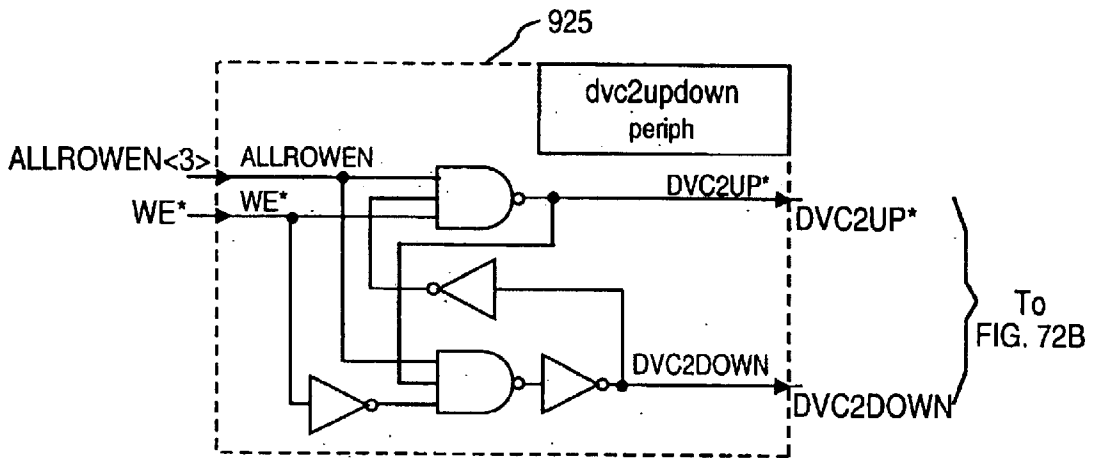 925
dvc2updown
periph
ALLROWEN<3>
ALLROWEN
WE*
WE*
DVC2UP*
DVC2UP*
To
FIG. 72B
DVC2DOWN
DVC2DOWN